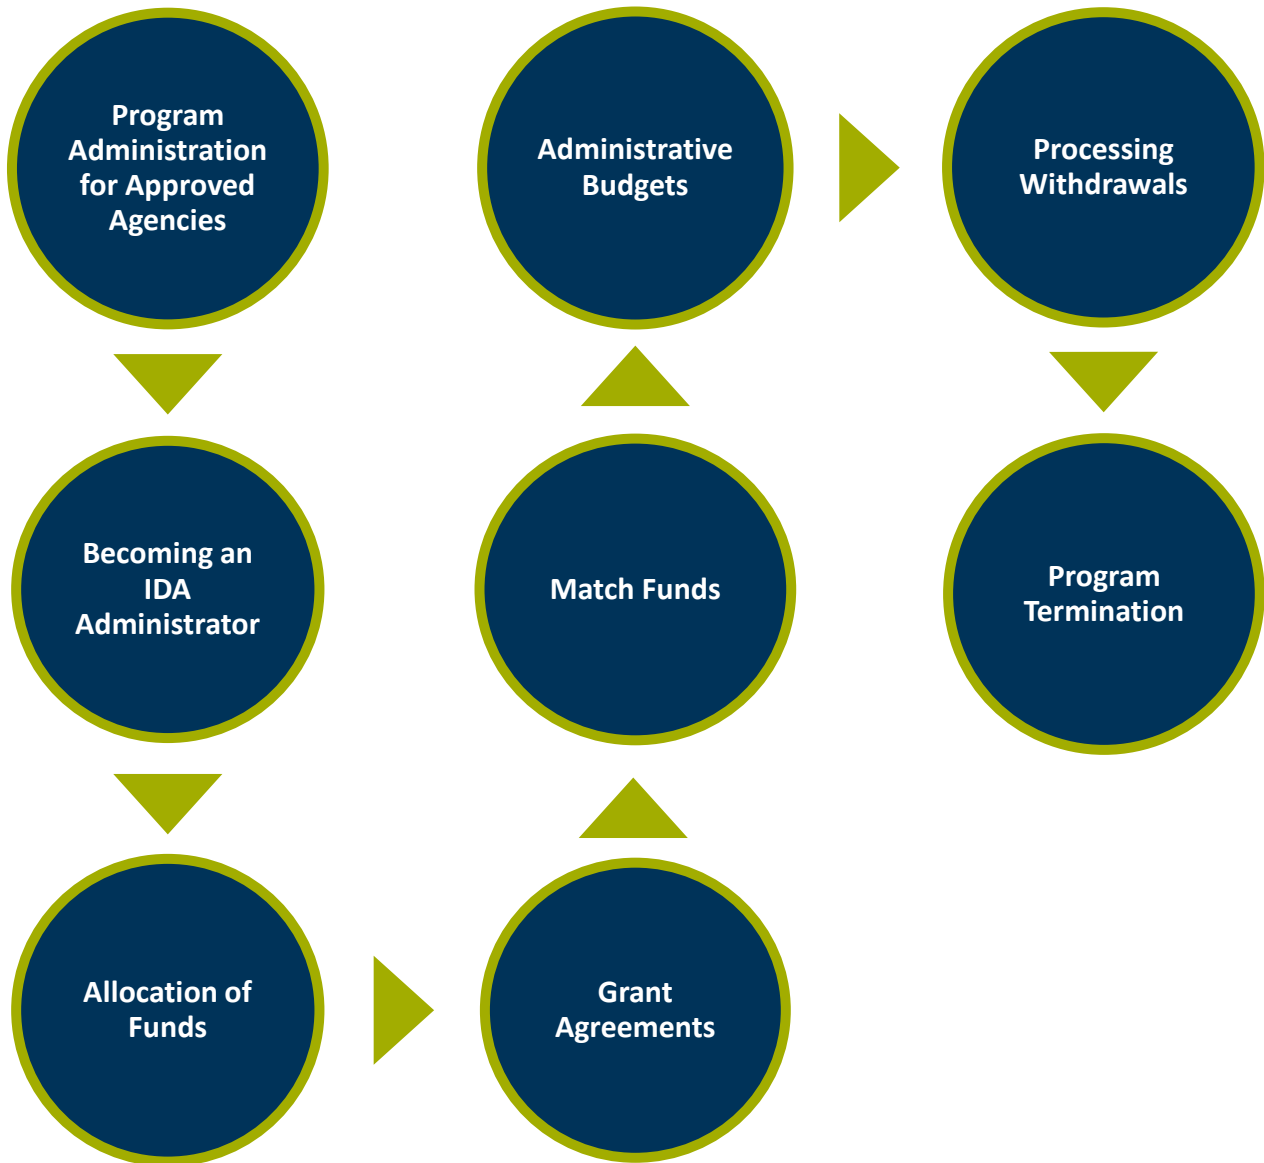 Program
Administration
for Approved
Agencies
Becoming an
IDA
Administrator
Allocation of
Funds
Grant
Agreements
Match Funds
Administrative
Budgets
Processing
Withdrawals
Program
Termination